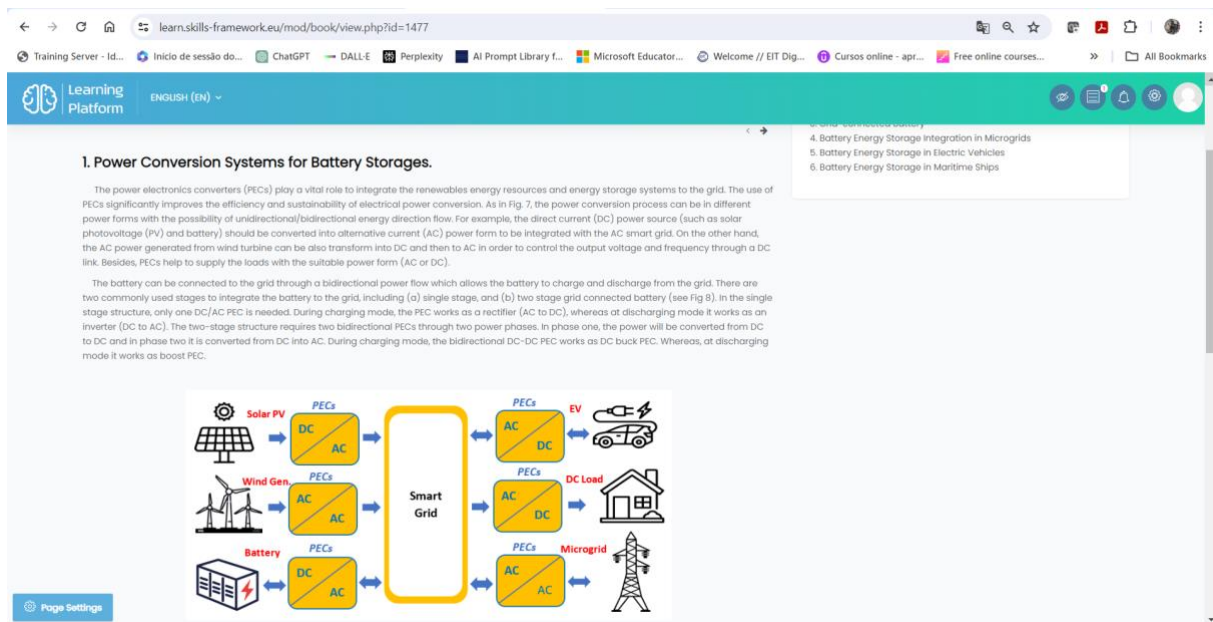 learn.skills-framework.eu/mod/book/view.php?id=1477
Training Server - Id...
Início de sessão do...
ChatGPT
DALL-E
Perplexity
AI Prompt Library f...
Microsoft Educator...
Welcome // EIT Dig...
Cursos online - apr...
Free online courses...
»
All Bookmarks
Learning
Platform
ENGLISH (EN)
1
4. Battery Energy Storage Integration in Microgrids
5. Battery Energy Storage in Electric Vehicles
6. Battery Energy Storage in Maritime Ships
1. Power Conversion Systems for Battery Storages.
The power electronics converters (PECs) play a vital role to integrate the renewables energy resources and energy storage systems to the grid. The use of
PECs significantly improves the efficiency and sustainability of electrical power conversion. As in Fig. 7, the power conversion process can be in different
power forms with the possibility of unidirectional/bidirectional energy direction flow. For example, the direct current (DC) power source (such as solar
photovoltage (PV) and battery) should be converted into alternative current (AC) power form to be integrated with the AC smart grid. On the other hand,
the AC power generated from wind turbine can be also transform into DC and then to AC in order to control the output voltage and frequency through a DC
link. Besides, PECs help to supply the loads with the suitable power form (AC or DC).
The battery can be connected to the grid through a bidirectional power flow which allows the battery to charge and discharge from the grid. There are
two commonly used stages to integrate the battery to the grid, including (a) single stage, and (b) two stage grid connected battery (see Fig 8). In the single
stage structure, only one DC/AC PEC is needed. During charging mode, the PEC works as a rectifier (AC to DC), whereas at discharging mode it works as an
inverter (DC to AC). The two-stage structure requires two bidirectional PECs through two power phases. In phase one, the power will be converted from DC
to DC and in phase two it is converted from DC into AC. During charging mode, the bidirectional DC-DC PEC works as DC buck PEC. Whereas, at discharging
mode it works as boost PEC.
Solar PV
PECs
DC
AC
PECs
AC
DC
EV
Wind Gen.
PECs
AC
AC
Smart
Grid
PECs
AC
DC
DC Load
Battery
PECs
DC
AC
PECs
AC
AC
Microgrid
Page Settings